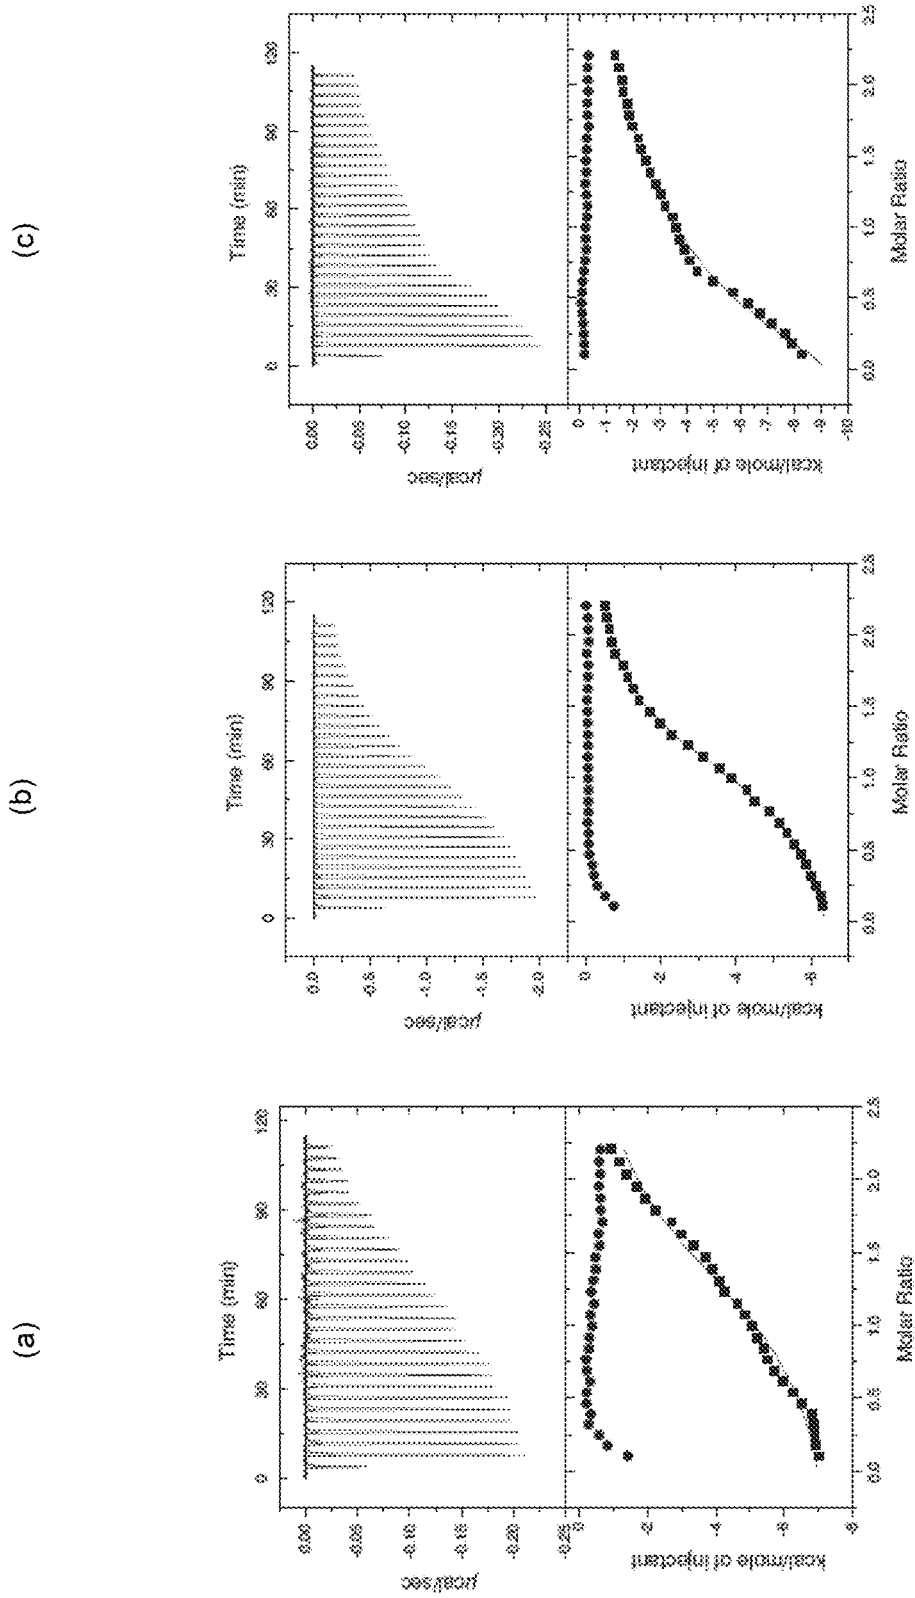 (a)
Time (min)
0 30 60 90 120
0.00
-0.05
-0.10
-0.15
-0.20
-0.25
µcal/sec
0
-2
-4
-6
-8
kcal/mole of injectant
0.0 0.5 1.0 1.5 2.0 2.5
Molar Ratio
(b)
Time (min)
0 30 60 90 120
0.0
-0.5
-1.0
-1.5
-2.0
µcal/sec
0
-2
-4
-6
kcal/mole of injectant
0.0 0.5 1.0 1.5 2.0 2.5
Molar Ratio
(c)
Time (min)
0 30 60 90 120
0.00
-0.05
-0.10
-0.15
-0.20
-0.25
µcal/sec
0
-1
-2
-3
-4
-5
-6
-7
-8
-9
-10
kcal/mole of injectant
0.0 0.5 1.0 1.5 2.0 2.5
Molar Ratio